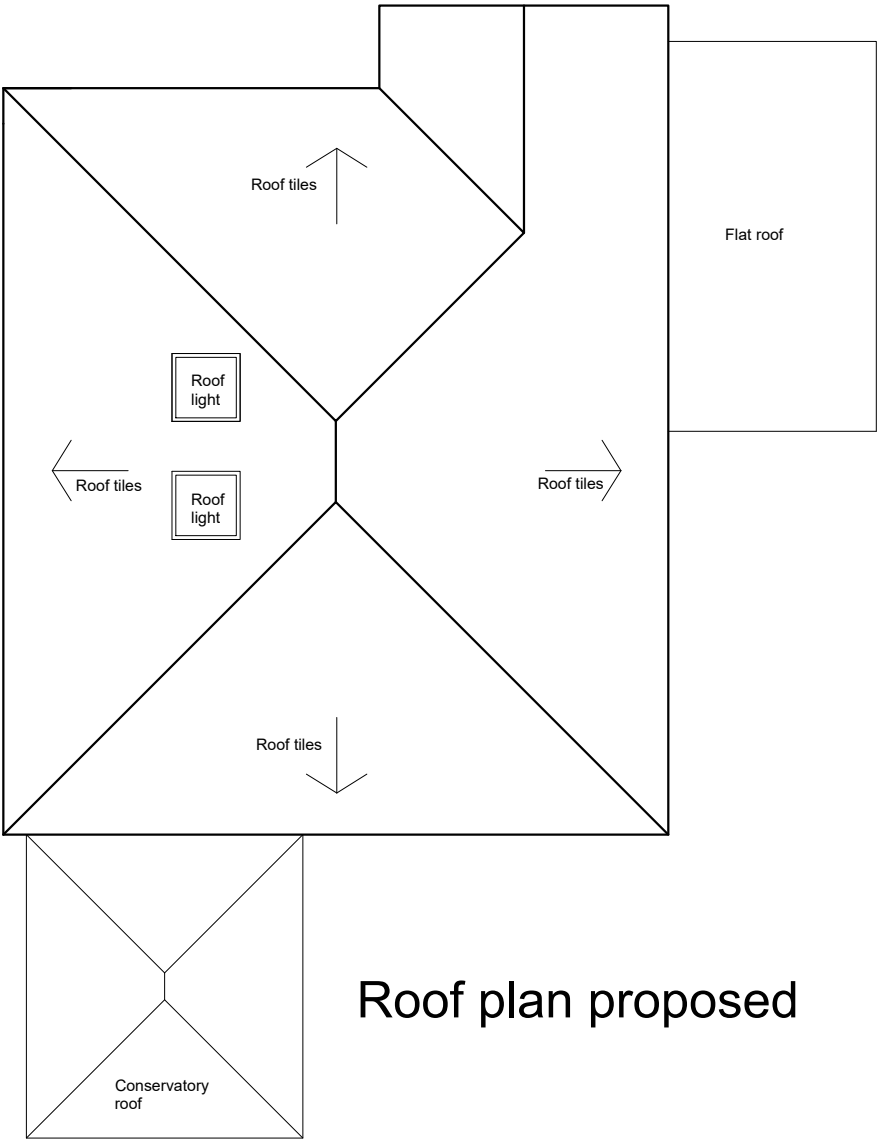 Roof tiles
Flat roof
Roof
light
Roof tiles
Roof
light
Roof tiles
Roof tiles
Roof plan proposed
Conservatory
roof